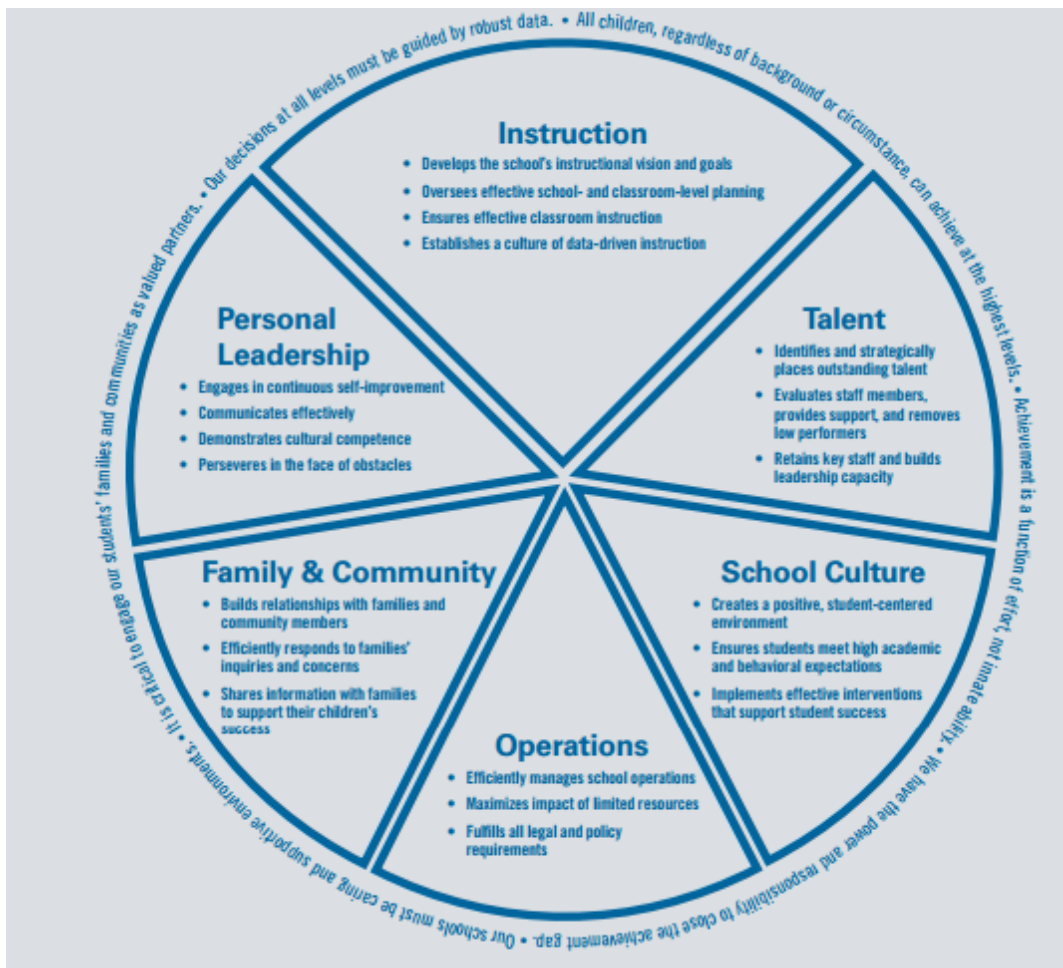 All children, regardless of background or circumstance, can achieve at the highest levels. • Achievement is a function of effort, not innate ability. • We have the power and responsibility to close the achievement gap. • Our schools must be caring and supportive environments. • It is critical to engage our students' families and communities as valued partners. • Our decisions at all levels must be guided by robust data. •
Instruction
• Develops the school's instructional vision and goals
• Oversees effective school- and classroom-level planning
• Ensures effective classroom instruction
• Establishes a culture of data-driven instruction
Talent
• Identifies and strategically
places outstanding talent
• Evaluates staff members,
provides support, and removes
low performers
• Retains key staff and builds
leadership capacity
School Culture
• Creates a positive, student-centered
environment
• Ensures students meet high academic
and behavioral expectations
• Implements effective interventions
that support student success
Operations
• Efficiently manages school operations
• Maximizes impact of limited resources
• Fulfills all legal and policy
requirements
Family & Community
• Builds relationships with families and
community members
• Efficiently responds to families'
inquiries and concerns
• Shares information with families
to support their children's
success
Personal
Leadership
• Engages in continuous self-improvement
• Communicates effectively
• Demonstrates cultural competence
• Perseveres in the face of obstacles